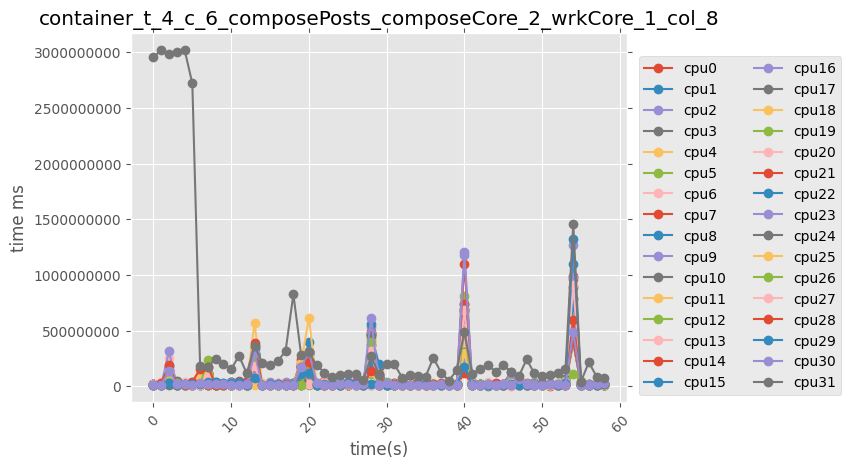 container_t_4_c_6_composePosts_composeCore_2_wrkCore_1_col_8
time ms
3000000000
2500000000
2000000000
1500000000
1000000000
500000000
0
0
10
20
30
40
50
60
time(s)
cpu0
cpu1
cpu2
cpu3
cpu4
cpu5
cpu6
cpu7
cpu8
cpu9
cpu10
cpu11
cpu12
cpu13
cpu14
cpu15
cpu16
cpu17
cpu18
cpu19
cpu20
cpu21
cpu22
cpu23
cpu24
cpu25
cpu26
cpu27
cpu28
cpu29
cpu30
cpu31